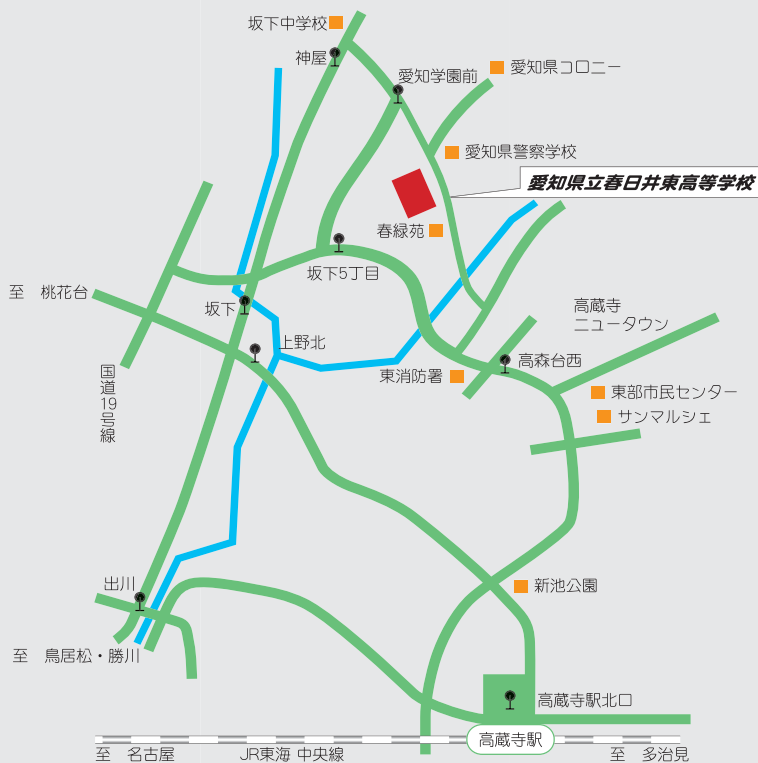 坂下中学校
神屋
愛知学園前
愛知県コロニー
愛知県警察学校
愛知県立春日井東高等学校
春緑苑
坂下5丁目
至 桃花台
坂下
高蔵寺
ニュータウン
上野北
国道19号線
東消防署
高森台西
東部市民センター
サンマルシェ
出川
新池公園
至 鳥居松・勝川
高蔵寺駅北口
高蔵寺駅
至 名古屋
JR東海 中央線
至 多治見